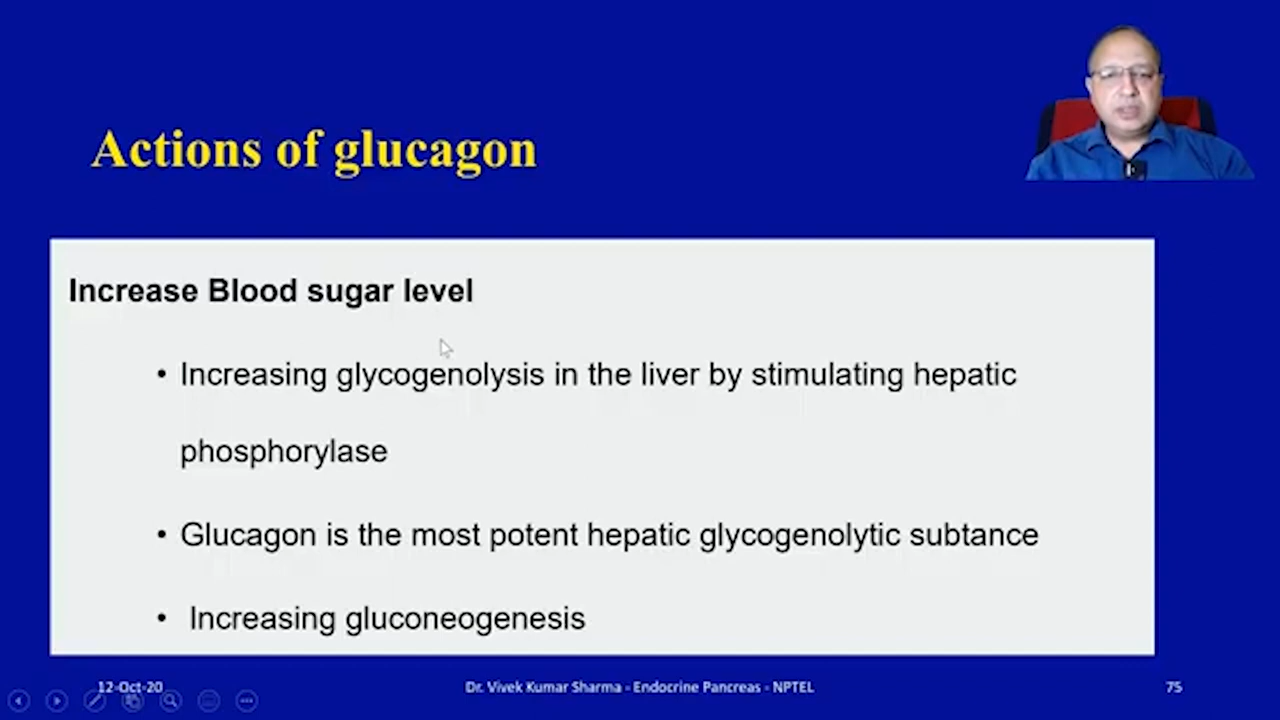 Actions of glucagon
Increase Blood sugar level
• Increasing glycogenolysis in the liver by stimulating hepatic
phosphorylase
• Glucagon is the most potent hepatic glycogenolytic subtance
• Increasing gluconeogenesis
12-Oct-20 Dr. Vivek Kumar Sharma - Endocrine Pancreas - NPTEL 75